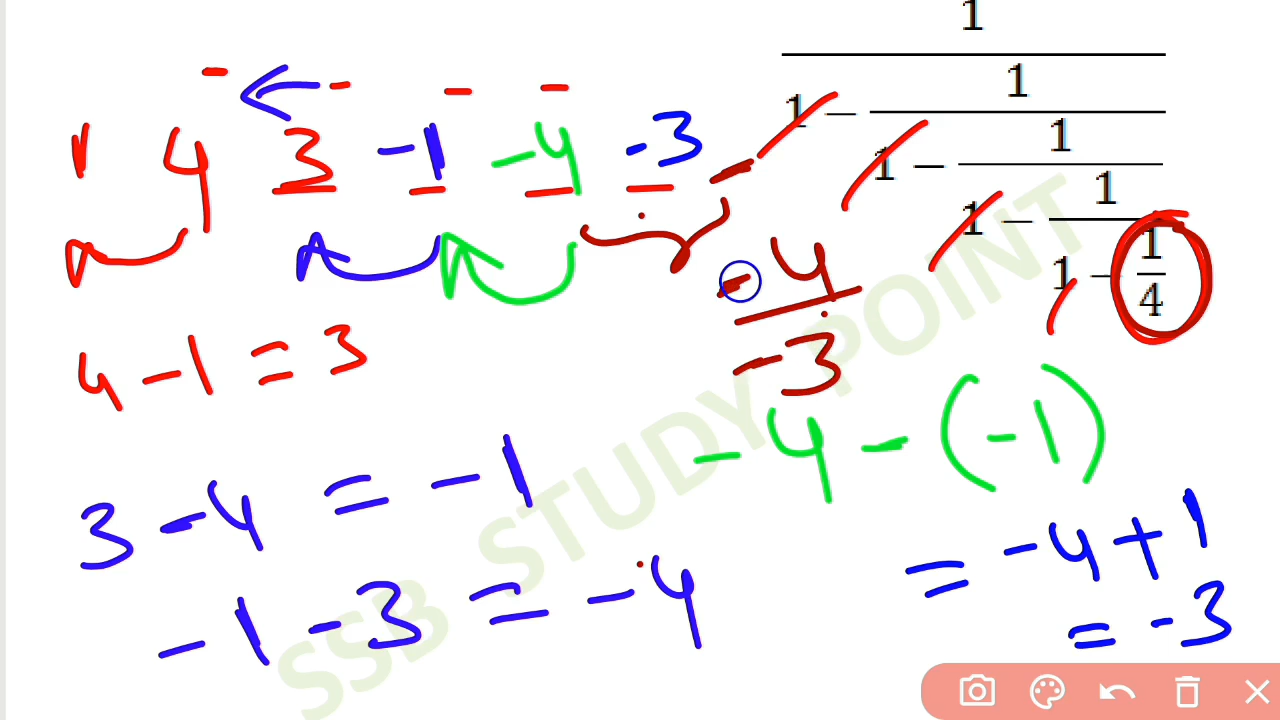 1 4 3 -1 -4 -3
4 - 1 = 3
3 - 4 = -1
-1 - 3 = -4
1
1 - 1
1 - 1
1 - 1
1 - 1
4
-4
-3
-4 - (-1)
= -4 + 1
= -3
SSB STUDY POINT